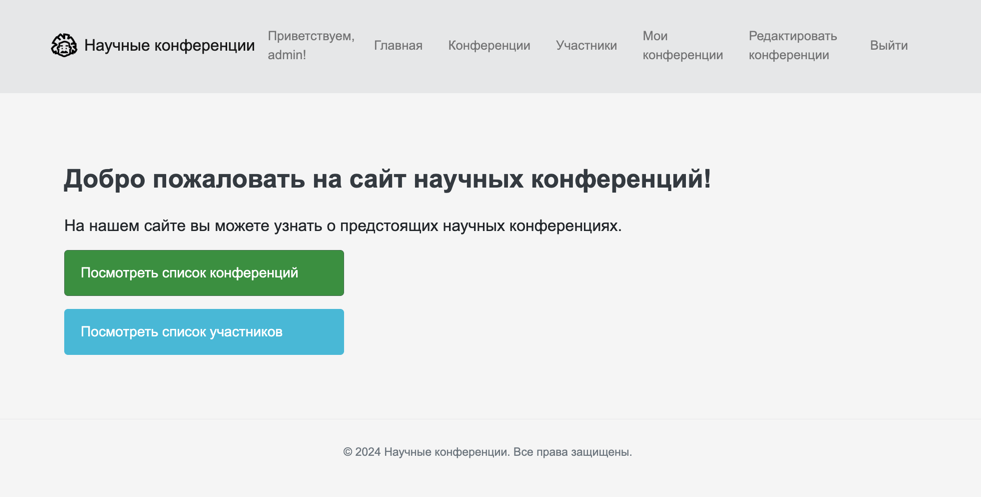 Научные конференции
Приветствуем,
admin!
Главная
Конференции
Участники
Мои
конференции
Редактировать
конференции
Выйти
Добро пожаловать на сайт научных конференций!
На нашем сайте вы можете узнать о предстоящих научных конференциях.
Посмотреть список конференций
Посмотреть список участников
© 2024 Научные конференции. Все права защищены.